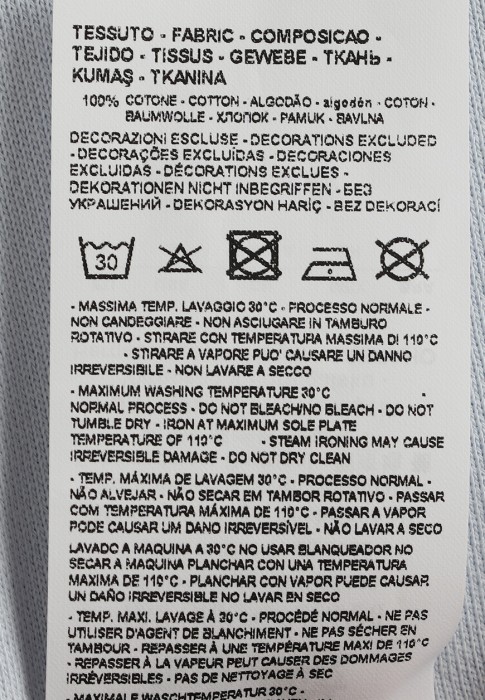 TESSUTO - FABRIC - COMPOSICAO -
TEJIDO - TISSUS - GEWEBE - ТКАНЬ -
KUMAŞ - TKANINA
100% COTONE - COTTON - ALGODÃO - algodón - COTON -
BAUMWOLLE - ХЛОПОК - PAMUK - BAVLNA
DECORAZIONI ESCLUSE - DECORATIONS EXCLUDED
- DECORAÇÕES EXCLUÍDAS - DECORACIONES
EXCLUIDAS - DÉCORATIONS EXCLUES -
DEKORATIONEN NICHT INBEGRIFFEN - БЕЗ
УКРАШЕНИЙ - DEKORASYON HARİÇ - BEZ DEKORACÍ
30
- MASSIMA TEMP. LAVAGGIO 30°C - PROCESSO NORMALE -
NON CANDEGGIARE - NON ASCIUGARE IN TAMBURO
ROTATIVO - STIRARE CON TEMPERATURA MASSIMA DI 110°C
- STIRARE A VAPORE PUO' CAUSARE UN DANNO
IRREVERSIBILE - NON LAVARE A SECCO
- MAXIMUM WASHING TEMPERATURE 30°C -
NORMAL PROCESS - DO NOT BLEACH/NO BLEACH - DO NOT
TUMBLE DRY - IRON AT MAXIMUM SOLE PLATE
TEMPERATURE OF 110°C - STEAM IRONING MAY CAUSE
IRREVERSIBLE DAMAGE - DO NOT DRY CLEAN
- TEMP. MÁXIMA DE LAVAGEM 30°C - PROCESSO NORMAL -
NÃO ALVEJAR - NÃO SECAR EM TAMBOR ROTATIVO - PASSAR
COM TEMPERATURA MÁXIMA DE 110°C - PASSAR A VAPOR
PODE CAUSAR UM DANO IRREVERSÍVEL - NÃO LAVAR A SECO
LAVADO A MAQUINA A 30°C NO USAR BLANQUEADOR NO
SECAR A MAQUINA PLANCHAR CON UNA TEMPERATURA
MAXIMA DE 110°C - PLANCHAR CON VAPOR PUEDE CAUSAR
UN DAÑO IRREVERSIBLE NO LAVAR EN SECO
- TEMP. MAXI. LAVAGE À 30°C - PROCÉDÉ NORMAL - NE PAS
UTILISER D'AGENT DE BLANCHIMENT - NE PAS SÉCHER EN
TAMBOUR - REPASSER À UNE TEMPÉRATURE MAXI DE 110°C
- REPASSER À LA VAPEUR PEUT CAUSER DES DOMMAGES
IRRÉVERSIBLES - PAS DE NETTOYAGE À SEC
- MAXIMALE WASCHTEMPERATUR 30°C -